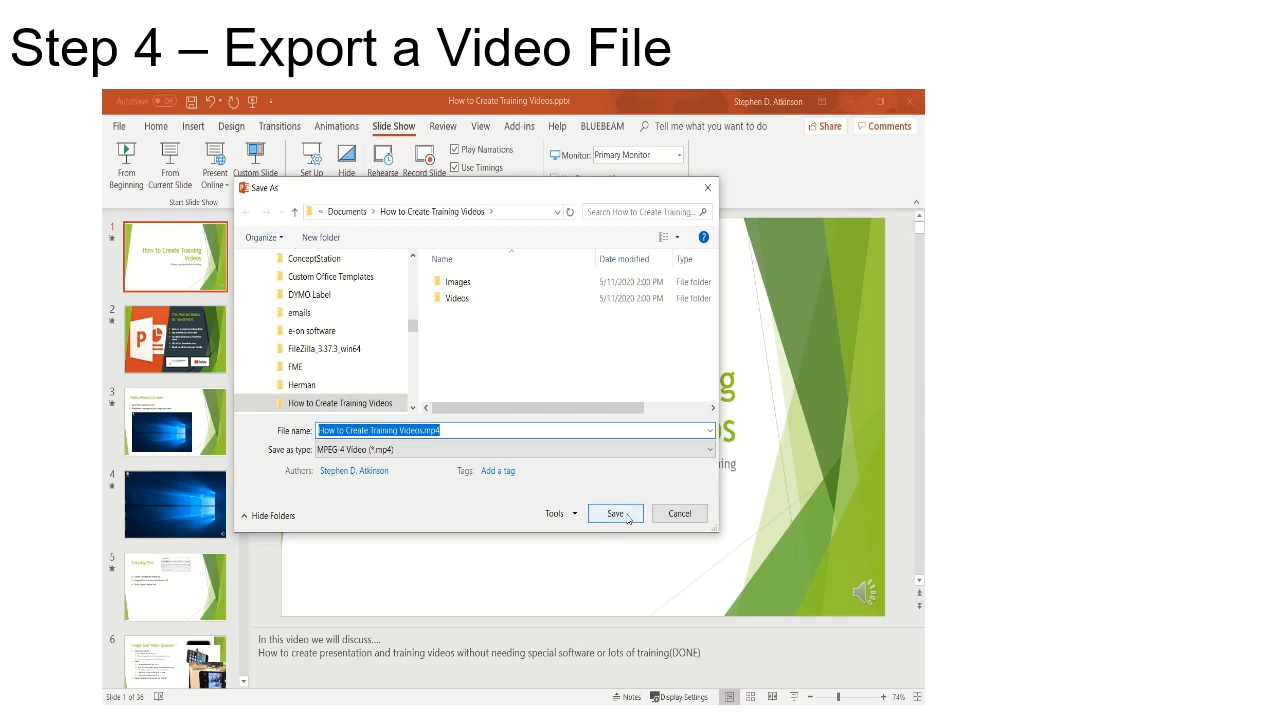 Step 4 – Export a Video File
AutoSave Off How to Create Training Videos.pptx Stephen D. Atkinson
File Home Insert Design Transitions Animations Slide Show Review View Add-ins Help BLUEBEAM Tell me what you want to do Share Comments
From Beginning
From Current Slide
Present Online
Custom Slide
Set Up
Hide
Rehearse
Record Slide
Play Narrations
Use Timings
Monitor: Primary Monitor
Start Slide Show
Save As
« Documents > How to Create Training Videos > Search How to Create Training...
Organize New folder
ConceptStation
Custom Office Templates
DYMO Label
emails
e-on software
FileZilla_3.37.3_win64
FME
Herman
How to Create Training Videos
Name Date modified Type
Images 5/11/2020 2:00 PM File folder
Videos 5/11/2020 2:00 PM File folder
File name: How to Create Training Videos.mp4
Save as type: MPEG-4 Video (*.mp4)
Authors: Stephen D. Atkinson Tags: Add a tag
Hide Folders Tools Save Cancel
1
How to Create Training
Videos
2
3
4
5
6
In this video we will discuss....
How to create presentation and training videos without needing special software or lots of training(DONE)
Slide 1 of 36 Notes Display Settings 74%